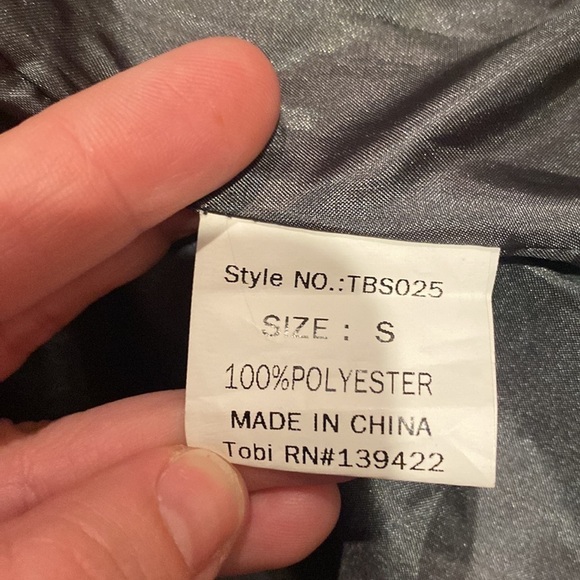 Style NO.:TBS025
SIZE : S
100%POLYESTER
MADE IN CHINA
Tobi RN#139422